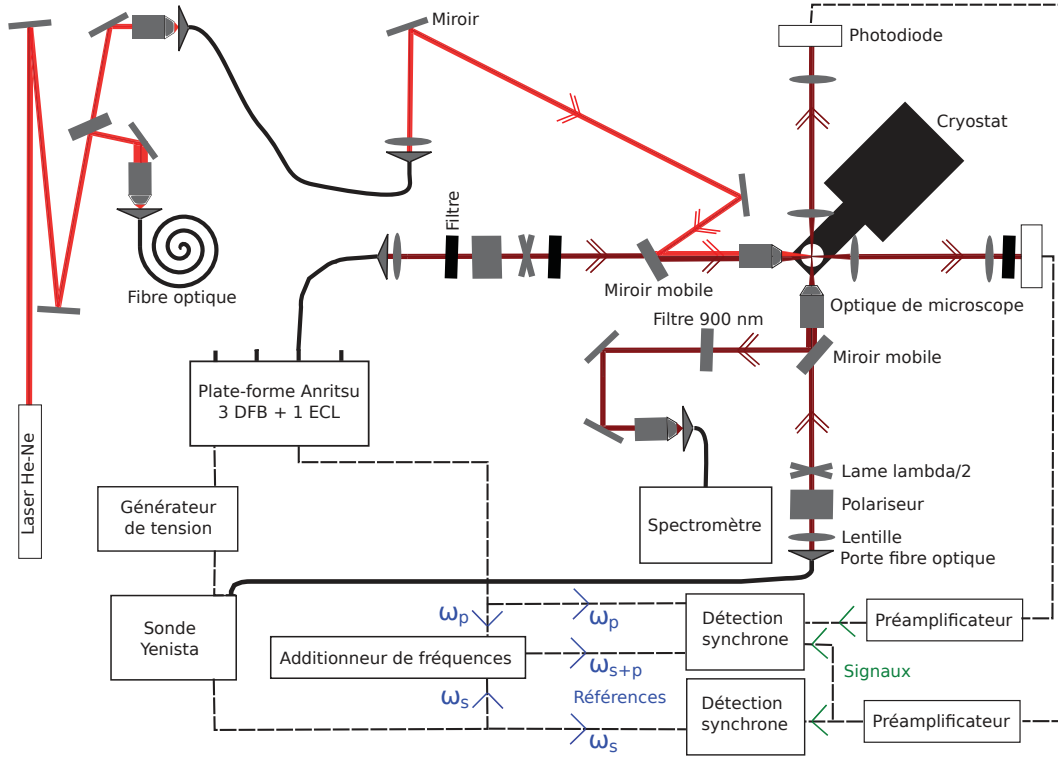 Miroir
Photodiode
Cryostat
Filtre
Fibre optique
Miroir mobile
Optique de microscope
Filtre 900 nm
Miroir mobile
Plate-forme Anritsu
3 DFB + 1 ECL
Laser He-Ne
Lame lambda/2
Générateur
de tension
Polariseur
Spectromètre
Lentille
Porte fibre optique
Sonde
Yenista
ωp
ωp
Détection
synchrone
Préamplificateur
Additionneur de fréquences
ωs+p
Signaux
ωs
Références
Détection
synchrone
Préamplificateur
ωs